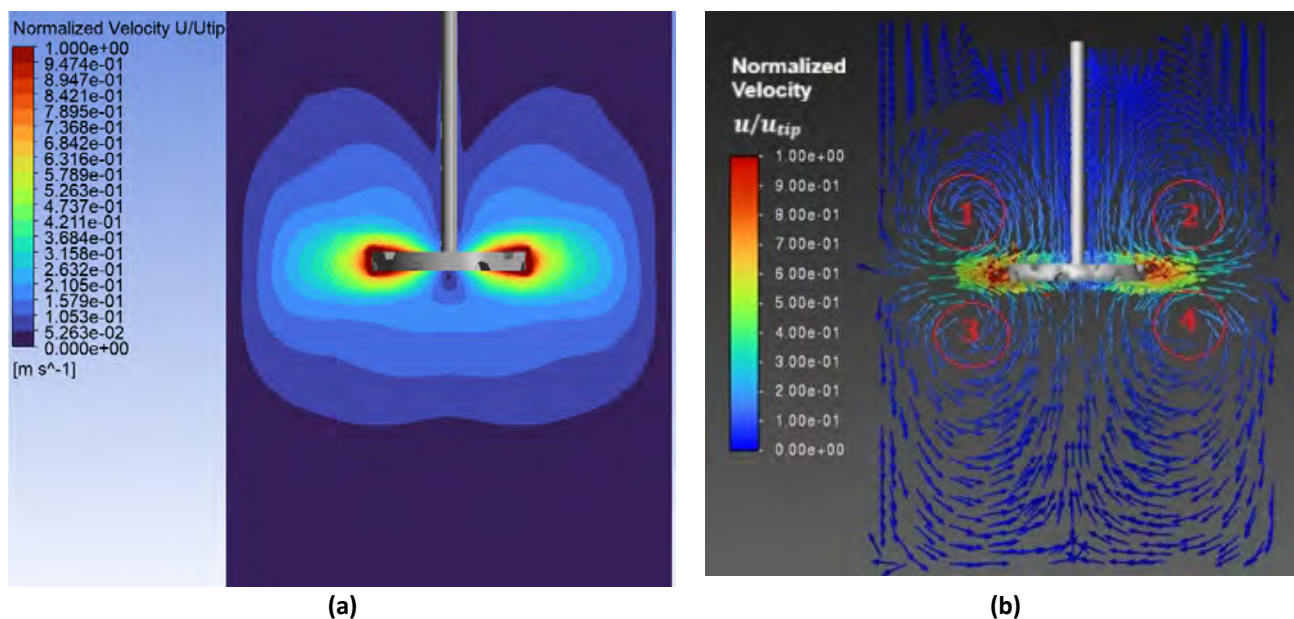 Normalized Velocity U/Utip
1.000e+00
9.474e-01
8.947e-01
8.421e-01
7.895e-01
7.368e-01
6.842e-01
6.316e-01
5.789e-01
5.263e-01
4.737e-01
4.211e-01
3.684e-01
3.158e-01
2.632e-01
2.105e-01
1.579e-01
1.053e-01
5.263e-02
0.000e+00
[m s^-1]
(a)
Normalized
Velocity
u/u_tip
1.00e+00
9.00e-01
8.00e-01
7.00e-01
6.00e-01
5.00e-01
4.00e-01
3.00e-01
2.00e-01
1.00e-01
0.00e+00
1
2
3
4
(b)